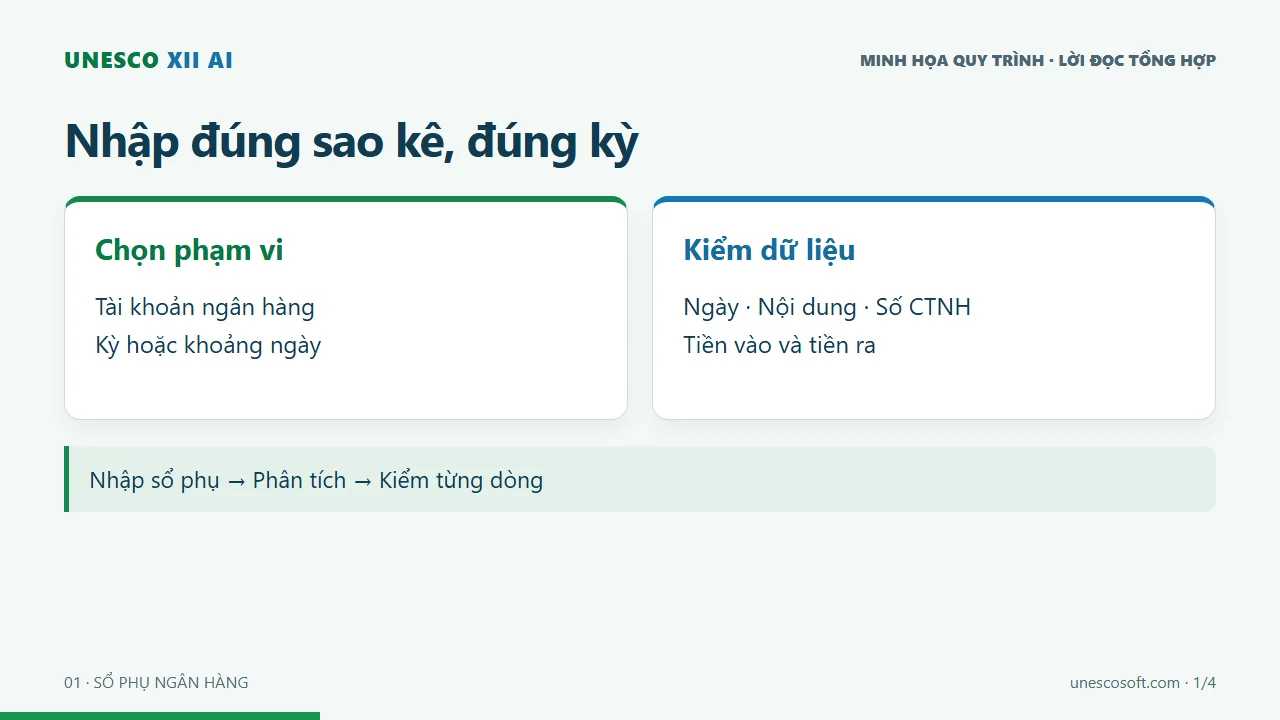 UNESCO XII AI
MINH HỌA QUY TRÌNH · LỜI ĐỌC TỔNG HỢP
Nhập đúng sao kê, đúng kỳ
Chọn phạm vi
Tài khoản ngân hàng
Kỳ hoặc khoảng ngày
Kiểm dữ liệu
Ngày · Nội dung · Số CTNH
Tiền vào và tiền ra
Nhập sổ phụ → Phân tích → Kiểm từng dòng
01 · SỔ PHỤ NGÂN HÀNG
unescosoft.com · 1/4